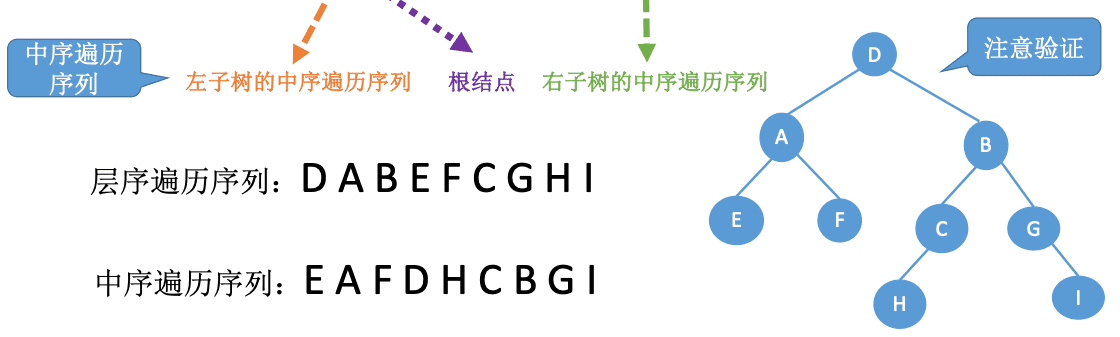 中序遍历
序列
左子树的中序遍历序列 根结点 右子树的中序遍历序列
注意验证
D
A
B
E
F
C
G
H
I
层序遍历序列：D A B E F C G H I
中序遍历序列：E A F D H C B G I